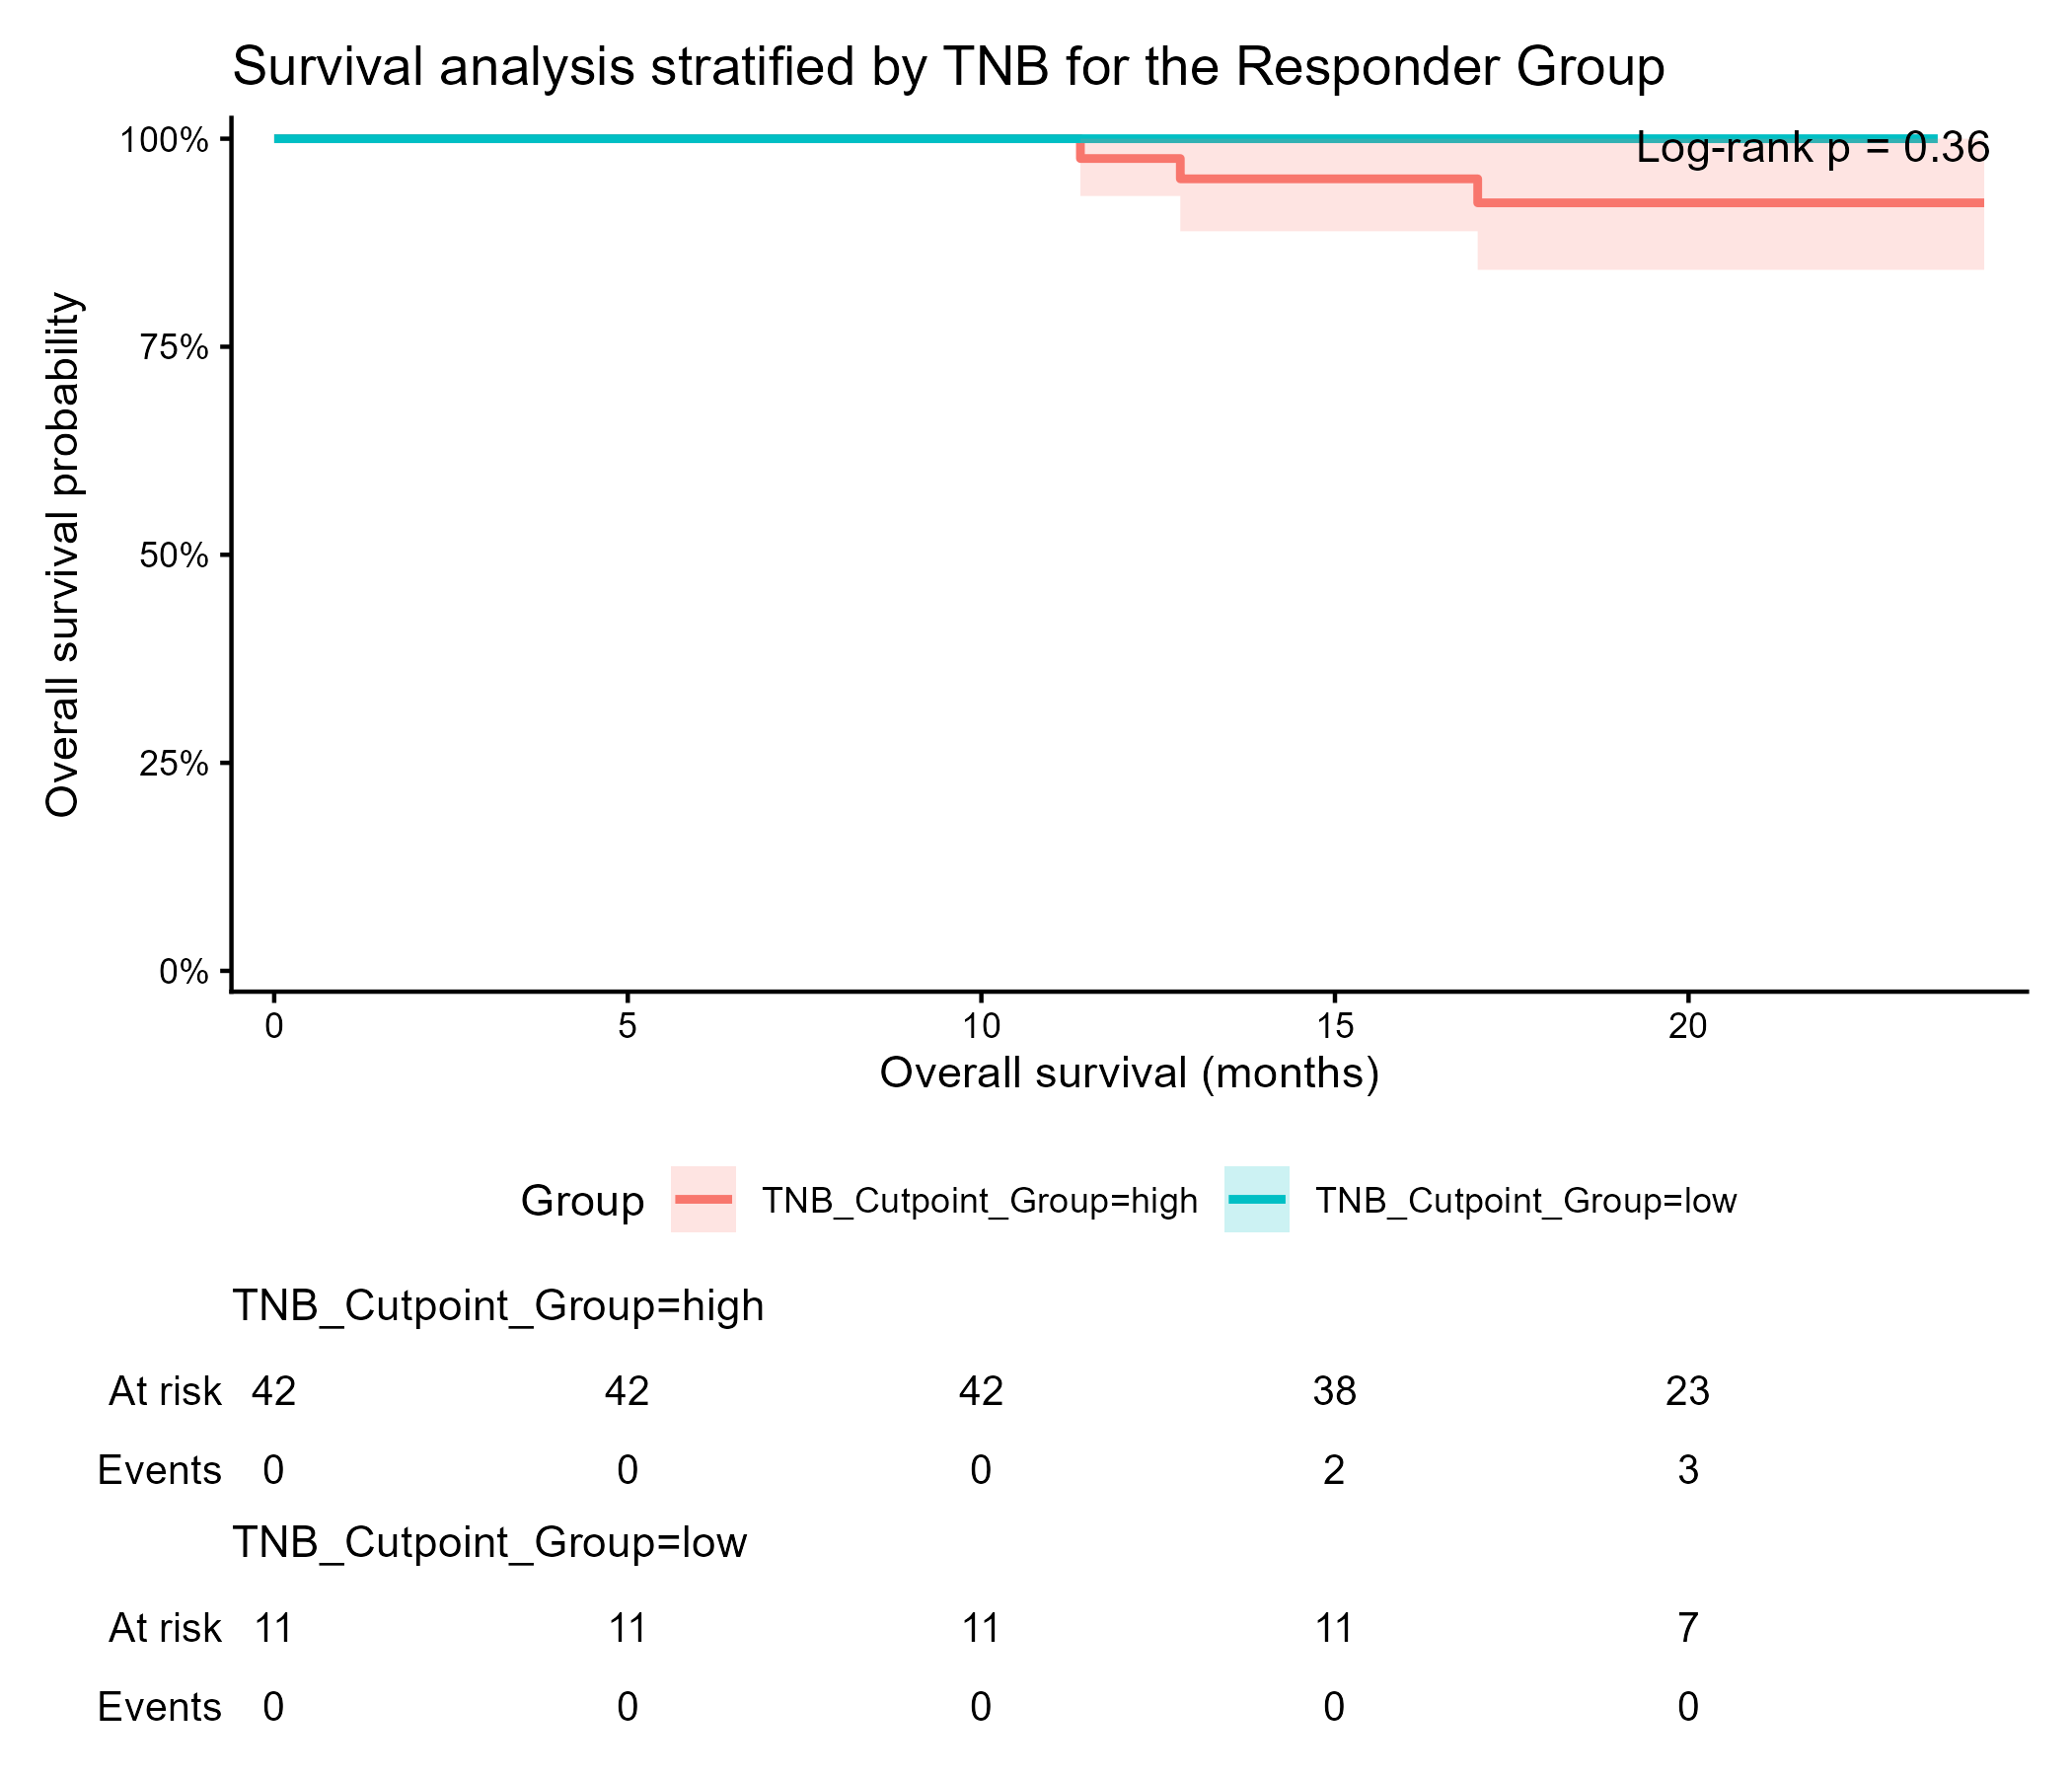 Survival analysis stratified by TNB for the Responder Group
Log-rank p = 0.36
Overall survival probability
100%
75%
50%
25%
0%
0 5 10 15 20
Overall survival (months)
Group TNB_Cutpoint_Group=high TNB_Cutpoint_Group=low
TNB_Cutpoint_Group=high
At risk 42 42 42 38 23
Events 0 0 0 2 3
TNB_Cutpoint_Group=low
At risk 11 11 11 11 7
Events 0 0 0 0 0